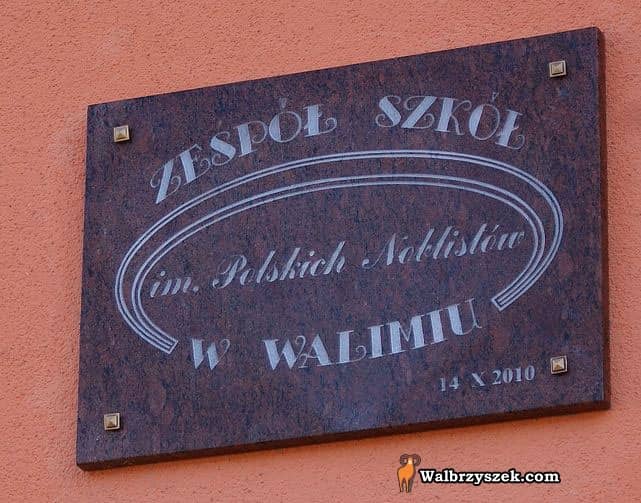 ZESPÓŁ SZKÓŁ
im. Polskich Noblistów
W WALIMIU
14 X 2010
Walbrzyszek.com